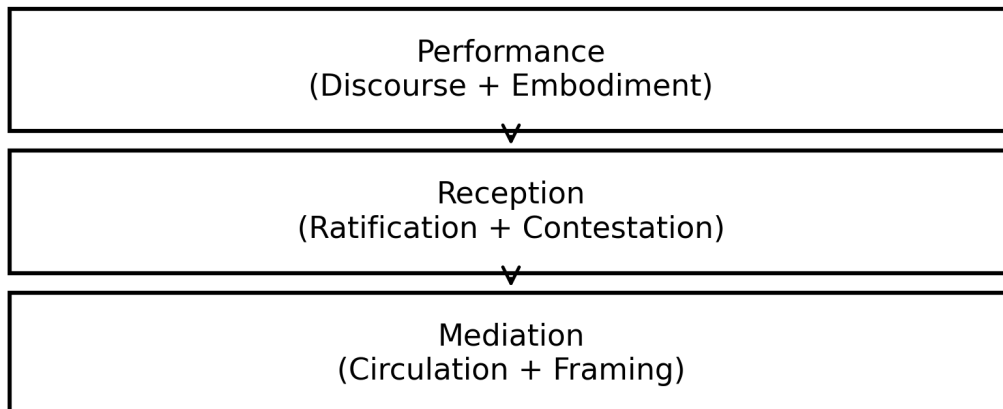 Performance
(Discourse + Embodiment)
Reception
(Ratification + Contestation)
Mediation
(Circulation + Framing)